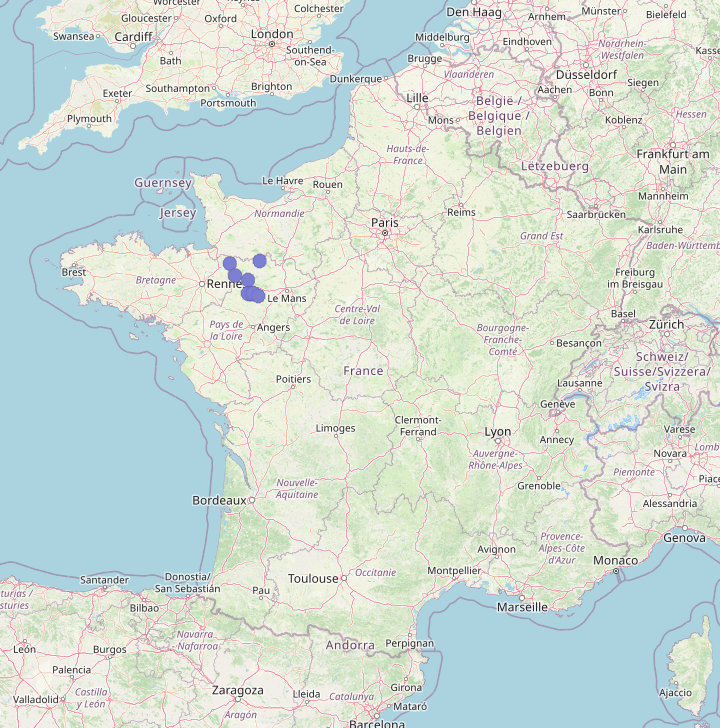 Worcester
Gloucester
Colchester
Den Haag
Arnhem
Münster
Bielefeld
Swansea
Cardiff
Oxford
London
Middelburg
Eindhoven
Nordrhein-
Westfalen
Bath
Southend-
on-Sea
Brugge
Vlaanderen
Düsseldorf
Exeter
Southampton
Brighton
Dunkerque
Aachen
Siegen
Plymouth
Portsmouth
Lille
België /
Belgique /
Belgien
Bonn
Mons
Koblenz
Hessen
Hauts-de-
France
Lëtzebuerg
Frankfurt am
Main
Guernsey
Le Havre
Rouen
Mannheim
Jersey
Normandie
Paris
Reims
Saarbrücken
Karlsruhe
Grand Est
Baden-Württemb
Brest
Bretagne
Renne
Le Mans
Freiburg
im Breisgau
Pays de
la Loire
Angers
Centre-Val
de Loire
Bourgogne-
Franche-
Comté
Basel
Zürich
Besançon
Schweiz/
Suisse/Svizzera/
Svizra
Poitiers
France
Lausanne
Genève
Limoges
Clermont-
Ferrand
Lyon
Annecy
Varese
Novara
Auvergne-
Rhône-Alpes
Piemonte
Nouvelle-
Aquitaine
Grenoble
Bordeaux
Alessandria
Genova
Provence-
Alpes-Côte
d'Azur
Avignon
Monaco
Santander
Donostia/
San Sebastián
Toulouse
Occitanie
Montpellier
Marseille
Bilbao
Pau
León
Burgos
Navarra
- Nafarroa
Andorra
Perpignan
Palencia
Girona
Valladolid
Castilla
y León
Zaragoza
Lleida
Catalunya
Mataró
Ajaccio
Aragón
Barcelona